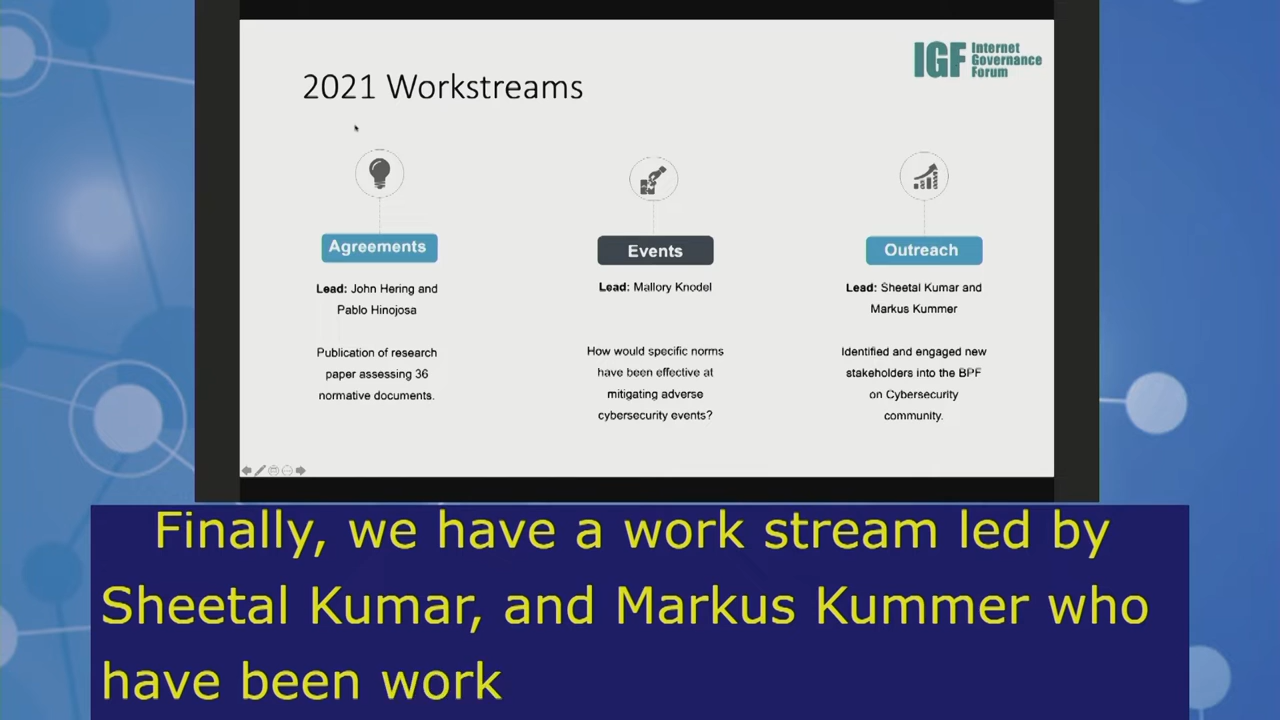 2021 Workstreams
IGF
Internet
Governance
Forum
Agreements
Lead: John Hering and
Pablo Hinojosa
Publication of research
paper assessing 36
normative documents.
Events
Lead: Mallory Knodel
How would specific norms
have been effective at
mitigating adverse
cybersecurity events?
Outreach
Lead: Sheetal Kumar and
Markus Kummer
Identified and engaged new
stakeholders into the BPF
on Cybersecurity
community.
Finally, we have a work stream led by
Sheetal Kumar, and Markus Kummer who
have been work